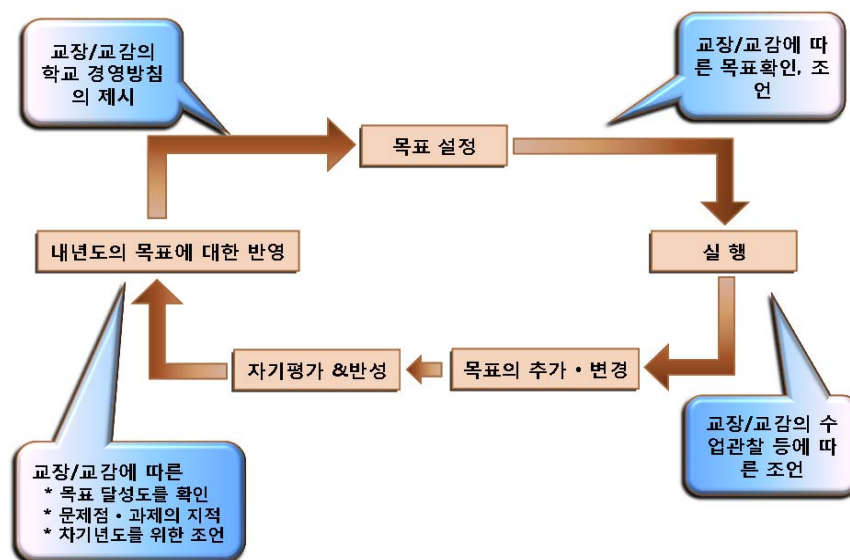 교장/교감의
학교 경영방침
의 제시
교장/교감에 따
른 목표확인, 조
언
목표 설정
내년도의 목표에 대한 반영
실 행
자기평가 &반성
목표의 추가・변경
교장/교감에 따른
* 목표 달성도를 확인
* 문제점・과제의 지적
* 차기년도를 위한 조언
교장/교감의 수
업관찰 등에 따
른 조언